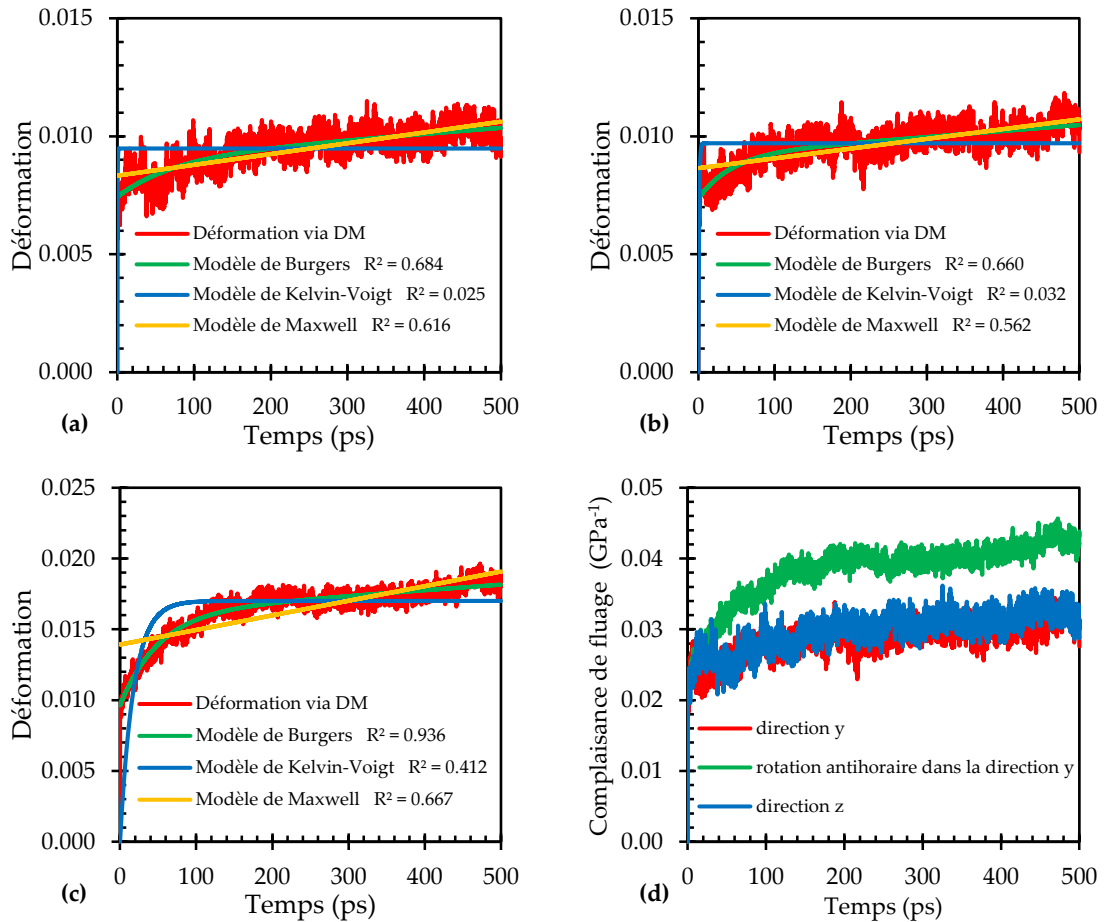 0.015
0.010
0.005
0.000
Déformation
Déformation via DM
Modèle de Burgers R² = 0.684
Modèle de Kelvin-Voigt R² = 0.025
Modèle de Maxwell R² = 0.616
0 100 200 300 400 500
(a) Temps (ps)
0.015
0.010
0.005
0.000
Déformation
Déformation via DM
Modèle de Burgers R² = 0.660
Modèle de Kelvin-Voigt R² = 0.032
Modèle de Maxwell R² = 0.562
0 100 200 300 400 500
(b) Temps (ps)
0.025
0.020
0.015
0.010
0.005
0.000
Déformation
Déformation via DM
Modèle de Burgers R² = 0.936
Modèle de Kelvin-Voigt R² = 0.412
Modèle de Maxwell R² = 0.667
0 100 200 300 400 500
(c) Temps (ps)
0.05
0.04
0.03
0.02
0.01
0.00
Complaisance de fluage (GPa⁻¹)
direction y
rotation antihoraire dans la direction y
direction z
0 100 200 300 400 500
(d) Temps (ps)